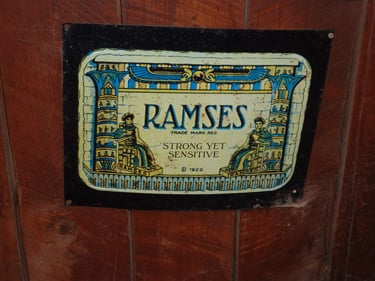 RAMSES
TRADE MARK REG.
STRONG YET
SENSITIVE
© 1929